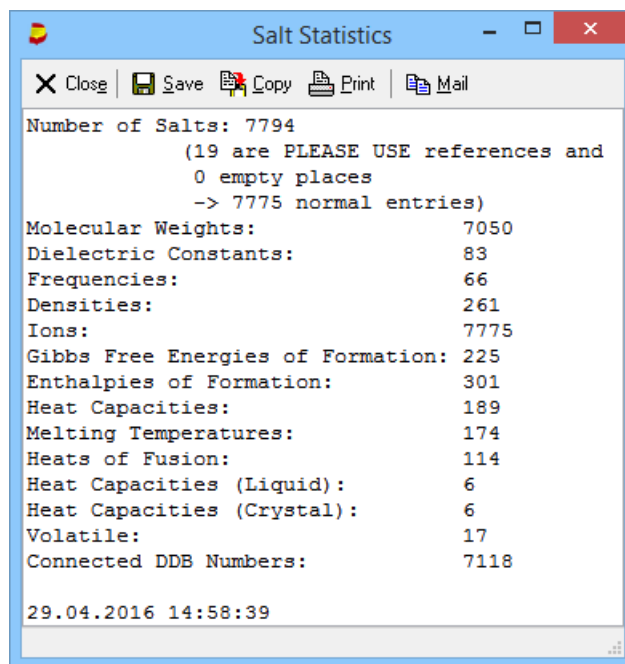 Salt Statistics
Close Save Copy Print Mail
Number of Salts: 7794
(19 are PLEASE USE references and
0 empty places
-> 7775 normal entries)
Molecular Weights: 7050
Dielectric Constants: 83
Frequencies: 66
Densities: 261
Ions: 7775
Gibbs Free Energies of Formation: 225
Enthalpies of Formation: 301
Heat Capacities: 189
Melting Temperatures: 174
Heats of Fusion: 114
Heat Capacities (Liquid): 6
Heat Capacities (Crystal): 6
Volatile: 17
Connected DDB Numbers: 7118
29.04.2016 14:58:39